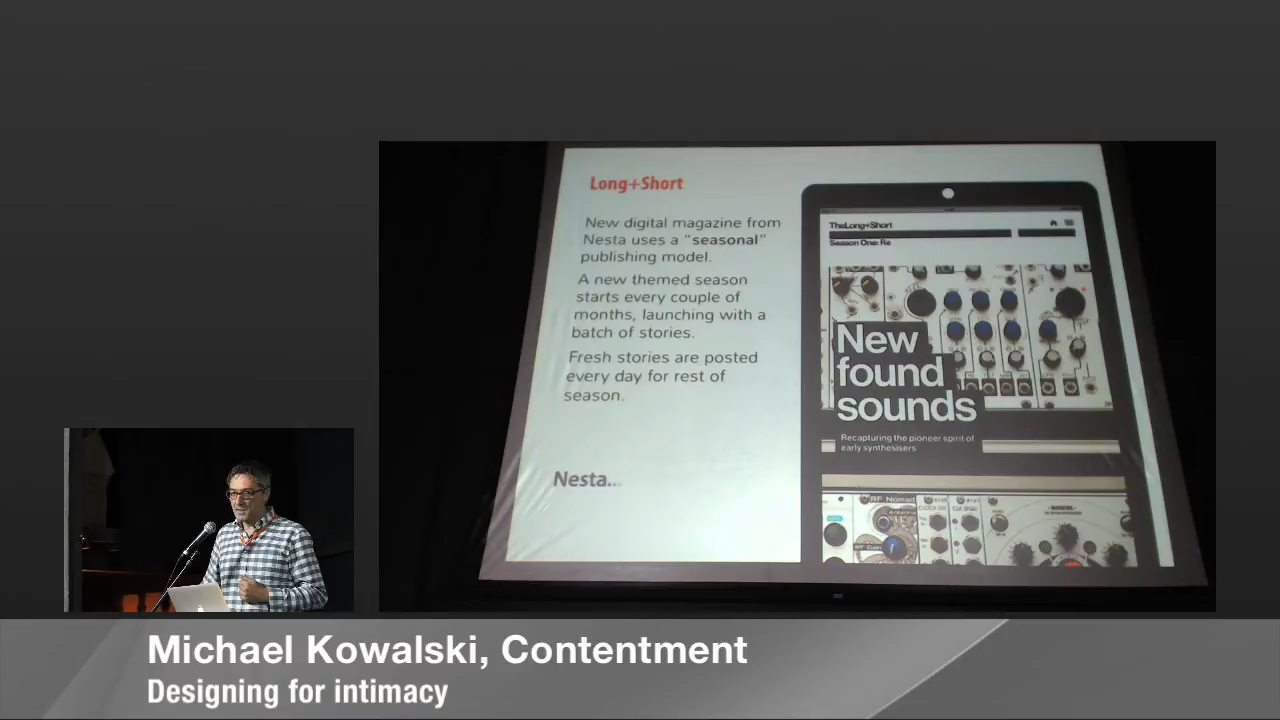 Long+Short
New digital magazine from
Nesta uses a "seasonal"
publishing model.
A new themed season
starts every couple of
months, launching with a
batch of stories.
Fresh stories are posted
every day for rest of
season.
Nesta...
TheLong+Short
Season One: Re
New
found
sounds
Recapturing the pioneer spirit of
early synthesisers
RF Nomad
Michael Kowalski, Contentment
Designing for intimacy